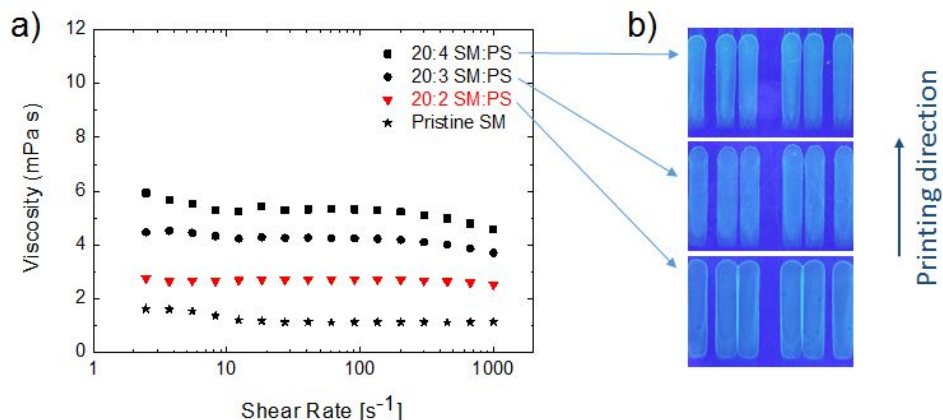 a)
12
10
8
6
4
2
0
Viscosity (mPa s)
20:4 SM:PS
20:3 SM:PS
20:2 SM:PS
Pristine SM
1
10
100
1000
Shear Rate [s⁻¹]
b)
Printing direction